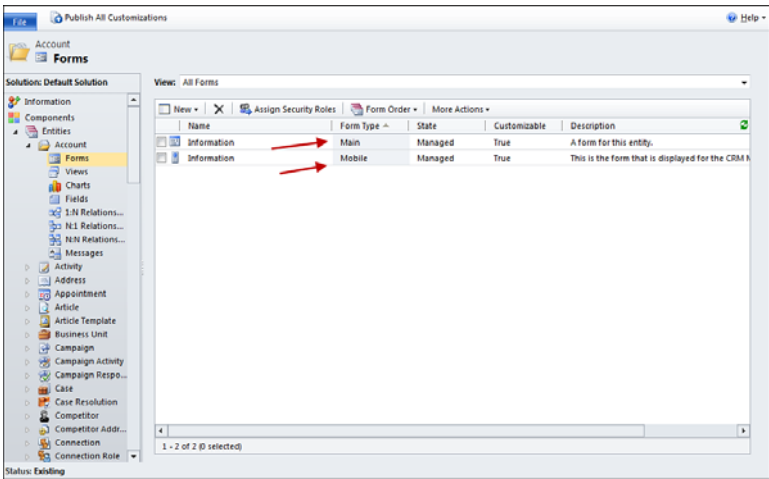 File
Publish All Customizations
Help
Account
Forms
Solution: Default Solution
View: All Forms
Information
Components
Entities
Account
Forms
Views
Charts
Fields
1:N Relations...
N:1 Relations...
N:N Relations...
Messages
Activity
Address
Appointment
Article
Article Template
Business Unit
Campaign
Campaign Activity
Campaign Respo...
Case
Case Resolution
Competitor
Competitor Addr...
Connection
Connection Role
New
Assign Security Roles
Form Order
More Actions
Name Form Type State Customizable Description
Information Main Managed True A form for this entity.
Information Mobile Managed True This is the form that is displayed for the CRM M
1 - 2 of 2 (0 selected)
Status: Existing